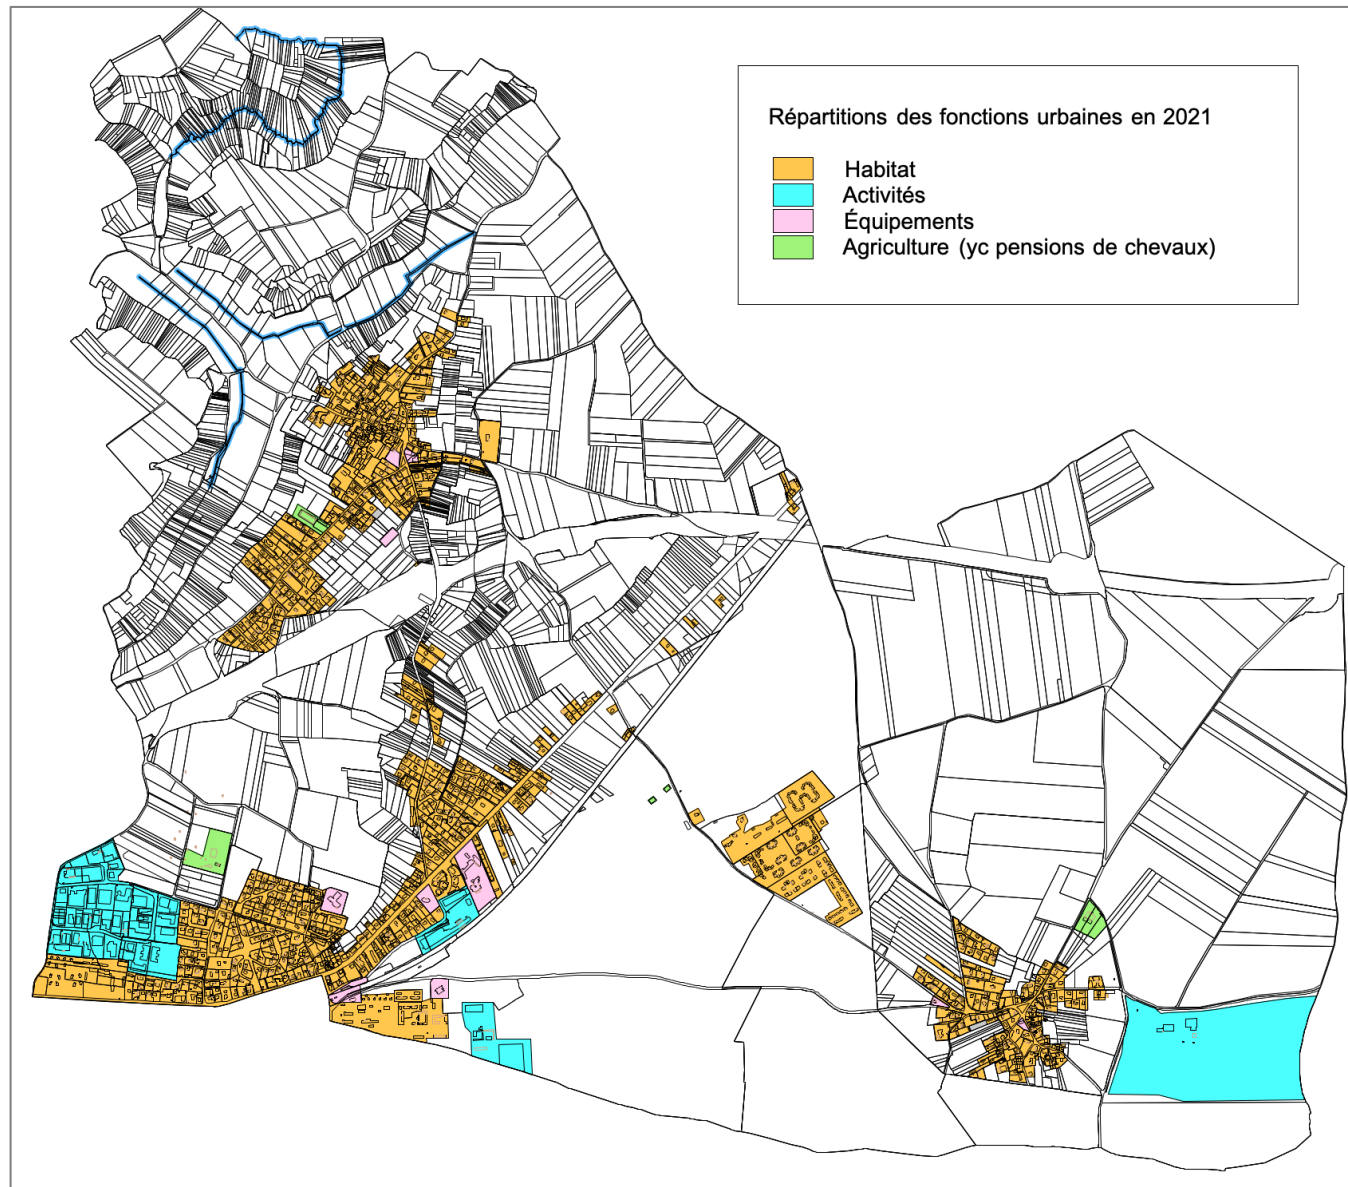 Répartitions des fonctions urbaines en 2021
Habitat
Activités
Équipements
Agriculture (yc pensions de chevaux)